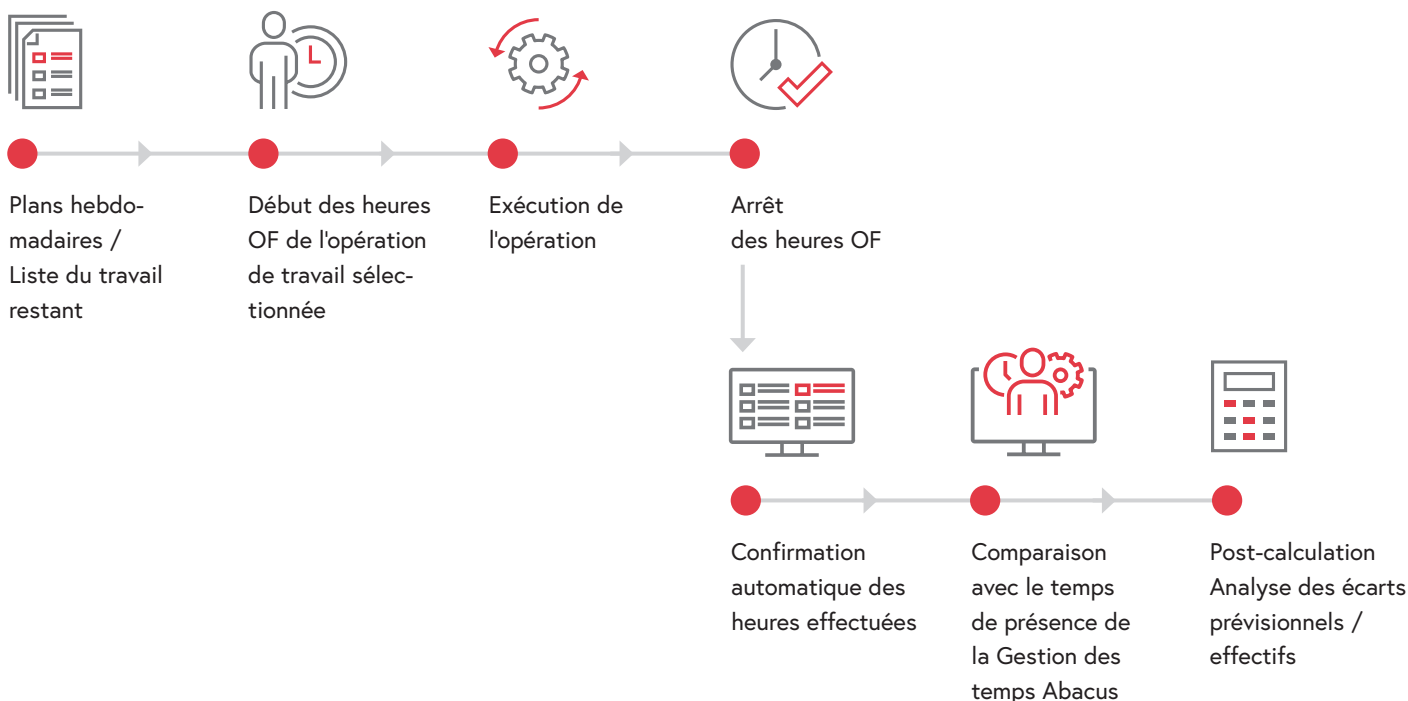 Plans hebdo-
madaires /
Liste du travail
restant
Début des heures
OF de l'opération
de travail sélec-
tionnée
Exécution de
l'opération
Arrêt
des heures OF
Confirmation
automatique des
heures effectuées
Comparaison
avec le temps
de présence de
la Gestion des
temps Abacus
Post-calculation
Analyse des écarts
prévisionnels /
effectifs